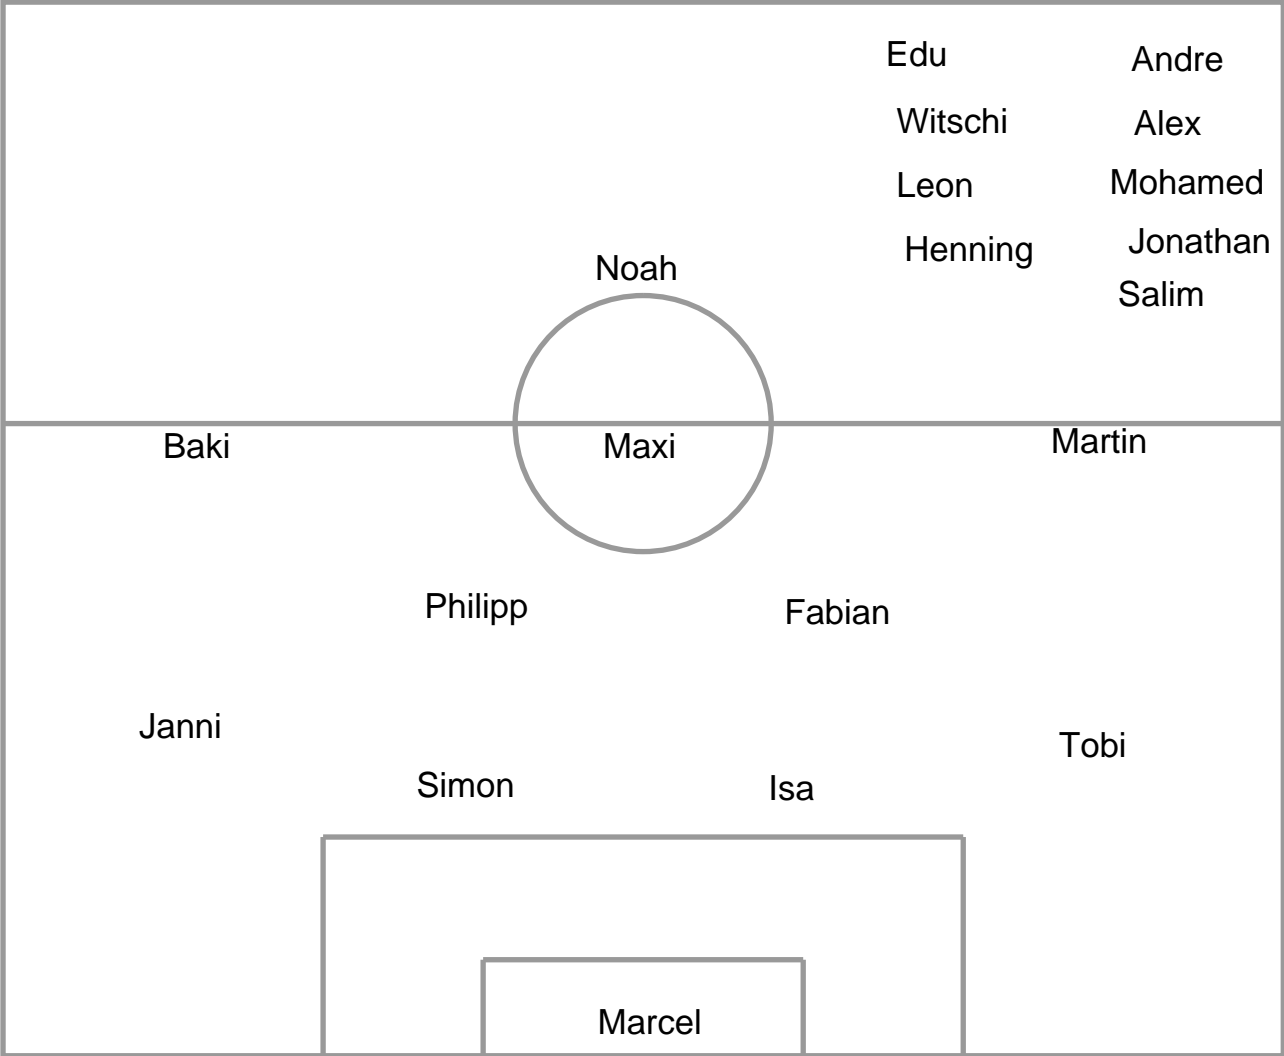 Edu Andre
Witschi Alex
Leon Mohamed
Henning Jonathan
Noah Salim
Baki Maxi Martin
Philipp Fabian
Janni Tobi
Simon Isa
Marcel